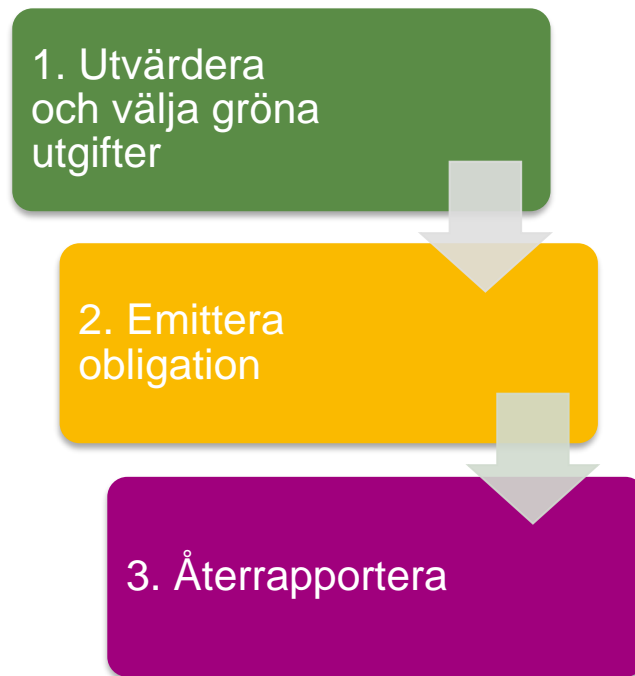 1. Utvärdera
och välja gröna
utgifter
2. Emittera
obligation
3. Återrapportera